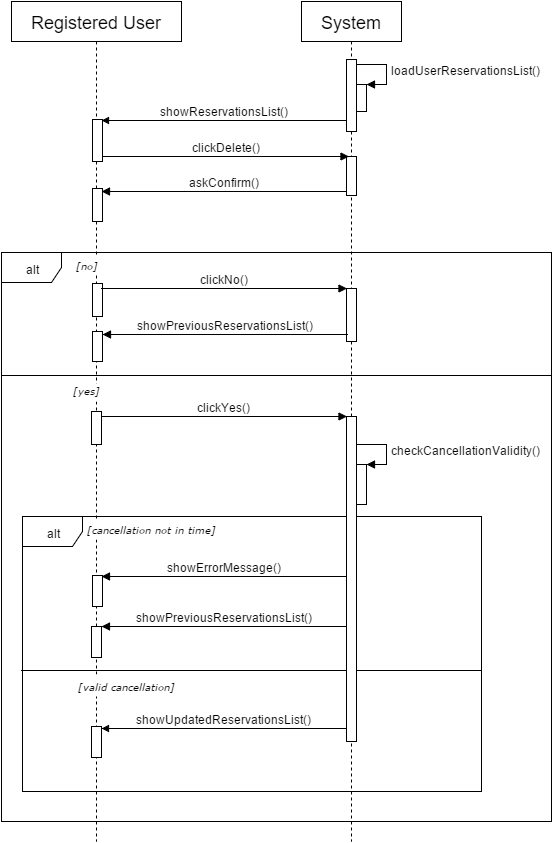 Registered User
System
loadUserReservationsList()
showReservationsList()
clickDelete()
askConfirm()
alt
[no]
clickNo()
showPreviousReservationsList()
[yes]
clickYes()
checkCancellationValidity()
alt
[cancellation not in time]
showErrorMessage()
showPreviousReservationsList()
[valid cancellation]
showUpdatedReservationsList()